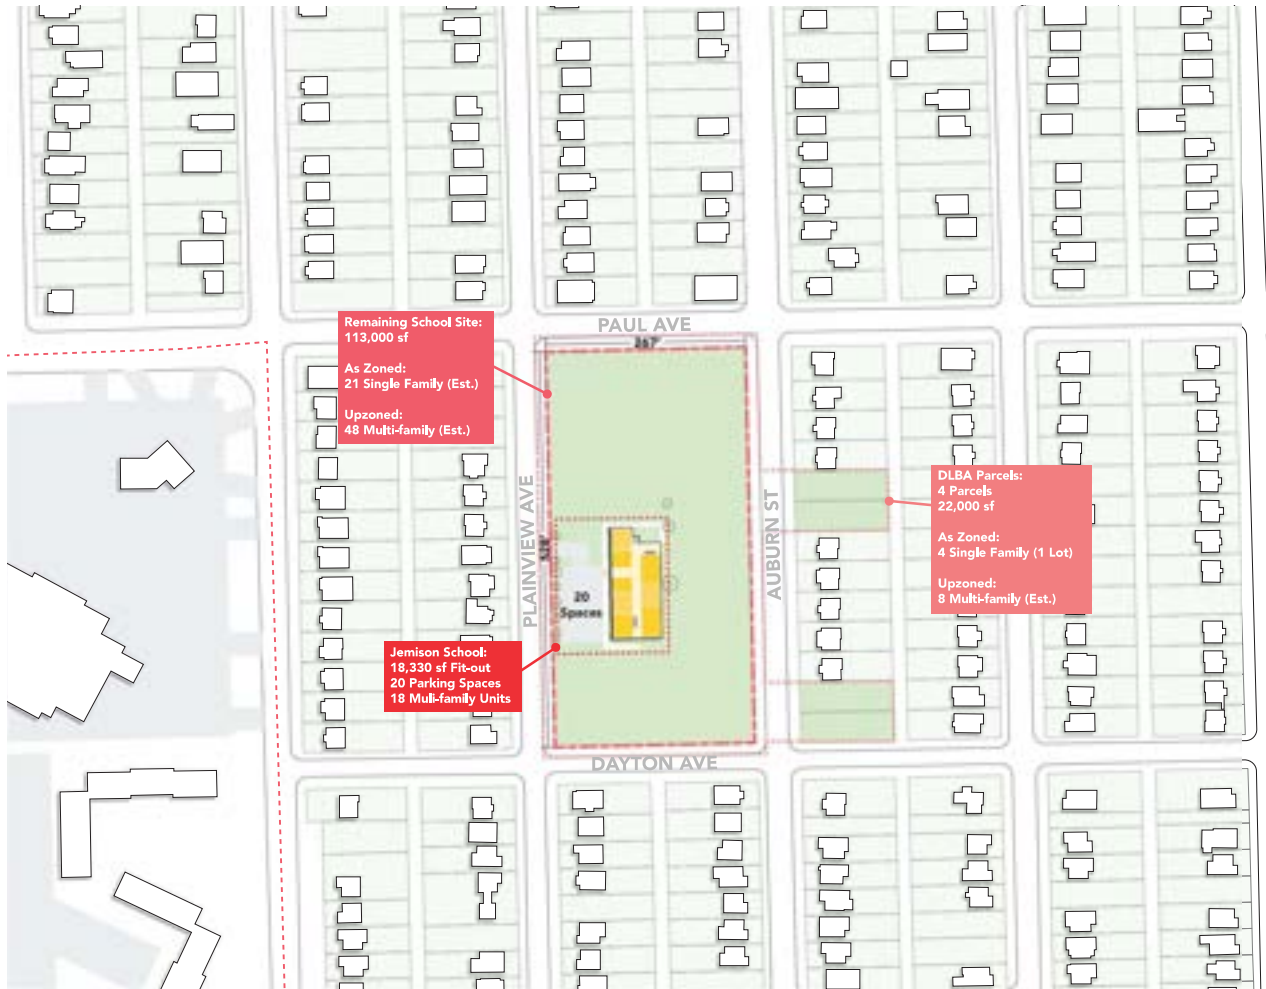 PAUL AVE
267'
Remaining School Site:
113,000 sf
As Zoned:
21 Single Family (Est.)
Upzoned:
48 Multi-family (Est.)
PLAINVIEW AVE
AUBURN ST
DLBA Parcels:
4 Parcels
22,000 sf
As Zoned:
4 Single Family (1 Lot)
Upzoned:
8 Multi-family (Est.)
20
Spaces
Jemison School:
18,330 sf Fit-out
20 Parking Spaces
18 Muli-family Units
DAYTON AVE